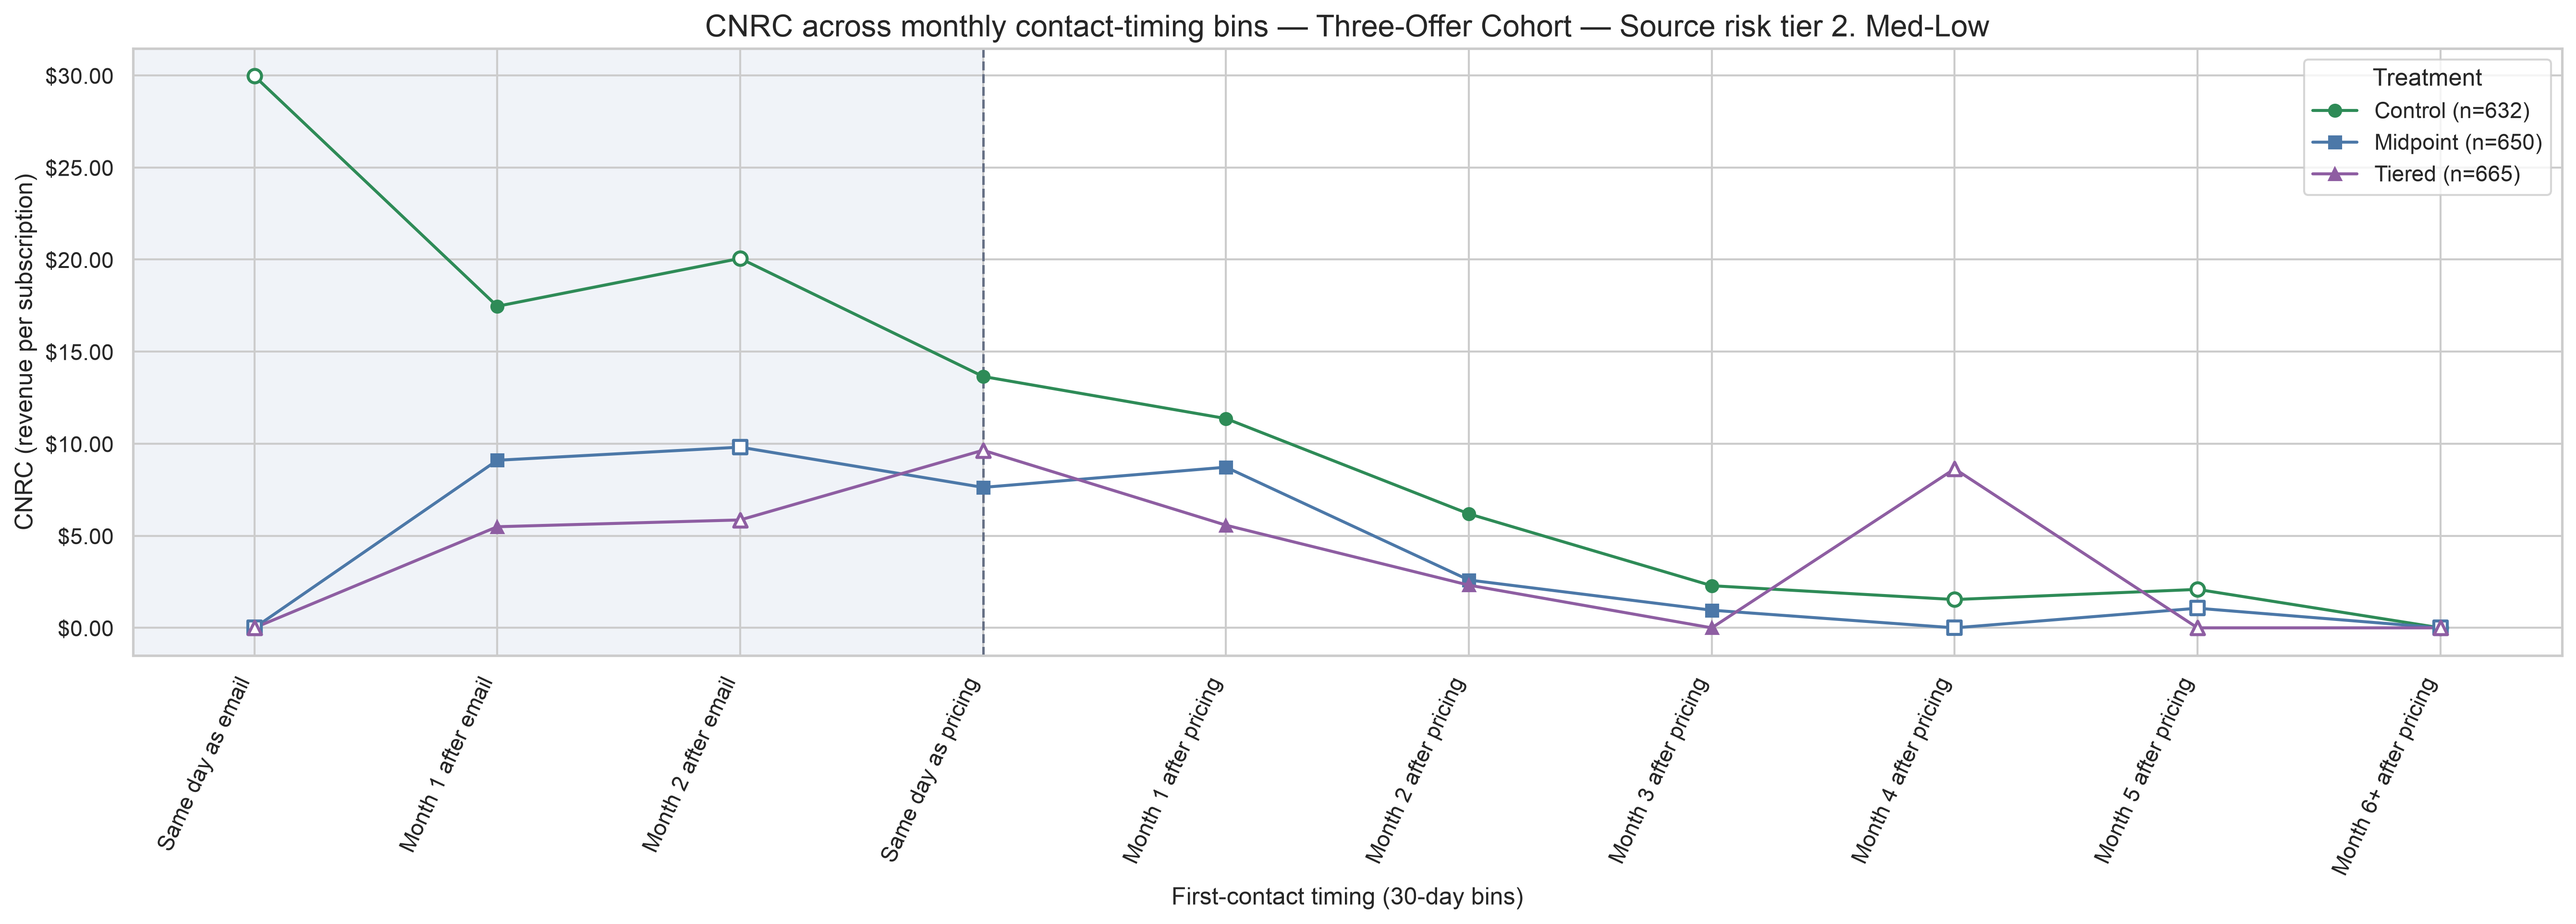 CNRC across monthly contact-timing bins — Three-Offer Cohort — Source risk tier 2. Med-Low
CNRC (revenue per subscription)
$30.00
$25.00
$20.00
$15.00
$10.00
$5.00
$0.00
Treatment
Control (n=632)
Midpoint (n=650)
Tiered (n=665)
Same day as email
Month 1 after email
Month 2 after email
Same day as pricing
Month 1 after pricing
Month 2 after pricing
Month 3 after pricing
Month 4 after pricing
Month 5 after pricing
Month 6+ after pricing
First-contact timing (30-day bins)